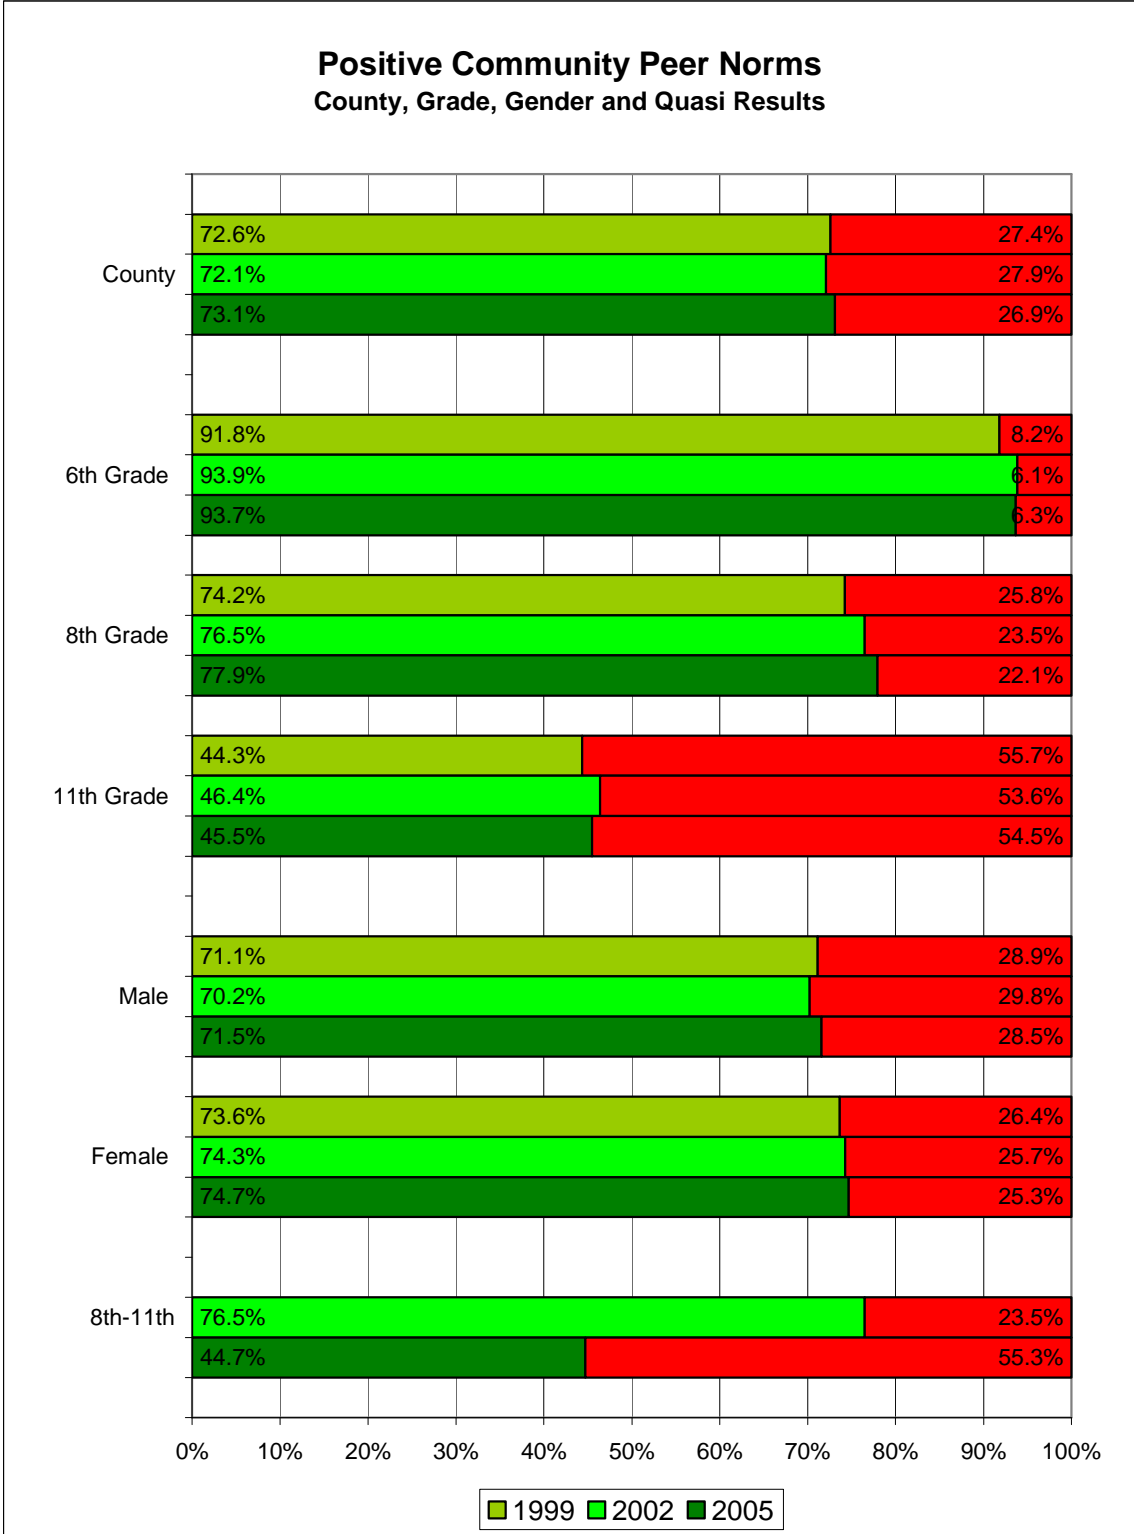 Positive Community Peer Norms
County, Grade, Gender and Quasi Results
72.6% 27.4%
County 72.1% 27.9%
73.1% 26.9%
91.8% 8.2%
6th Grade 93.9% 6.1%
93.7% 6.3%
74.2% 25.8%
8th Grade 76.5% 23.5%
77.9% 22.1%
44.3% 55.7%
11th Grade 46.4% 53.6%
45.5% 54.5%
71.1% 28.9%
Male 70.2% 29.8%
71.5% 28.5%
73.6% 26.4%
Female 74.3% 25.7%
74.7% 25.3%
8th-11th 76.5% 23.5%
44.7% 55.3%
0% 10% 20% 30% 40% 50% 60% 70% 80% 90% 100%
1999 2002 2005